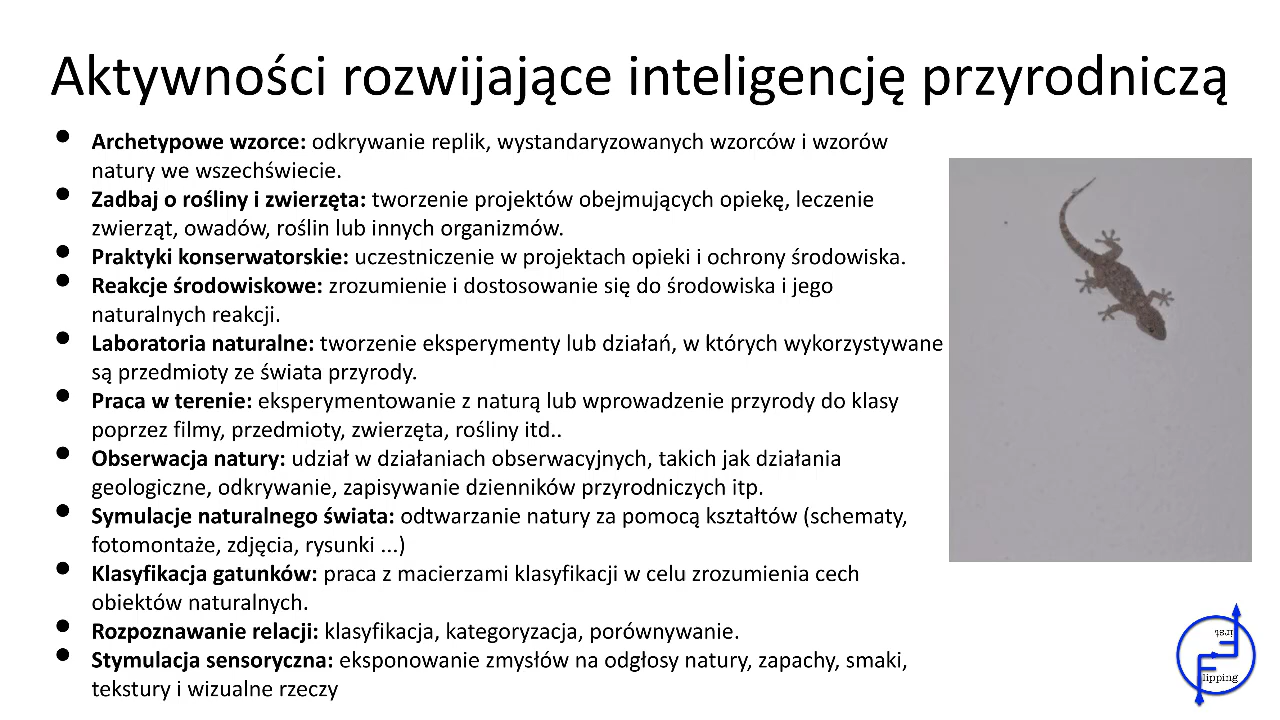 Aktywności rozwijające inteligencję przyrodniczą
• Archetypowe wzorce: odkrywanie replik, wystandaryzowanych wzorców i wzorów
natury we wszechświecie.
• Zadbaj o rośliny i zwierzęta: tworzenie projektów obejmujących opiekę, leczenie
zwierząt, owadów, roślin lub innych organizmów.
• Praktyki konserwatorskie: uczestniczenie w projektach opieki i ochrony środowiska.
• Reakcje środowiskowe: zrozumienie i dostosowanie się do środowiska i jego
naturalnych reakcji.
• Laboratoria naturalne: tworzenie eksperymenty lub działań, w których wykorzystywane
są przedmioty ze świata przyrody.
• Praca w terenie: eksperymentowanie z naturą lub wprowadzenie przyrody do klasy
poprzez filmy, przedmioty, zwierzęta, rośliny itd..
• Obserwacja natury: udział w działaniach obserwacyjnych, takich jak działania
geologiczne, odkrywanie, zapisywanie dzienników przyrodniczych itp.
• Symulacje naturalnego świata: odtwarzanie natury za pomocą kształtów (schematy,
fotomontaże, zdjęcia, rysunki ...)
• Klasyfikacja gatunków: praca z macierzami klasyfikacji w celu zrozumienia cech
obiektów naturalnych.
• Rozpoznawanie relacji: klasyfikacja, kategoryzacja, porównywanie.
• Stymulacja sensoryczna: eksponowanie zmysłów na odgłosy natury, zapachy, smaki,
tekstury i wizualne rzeczy
irst
lipping